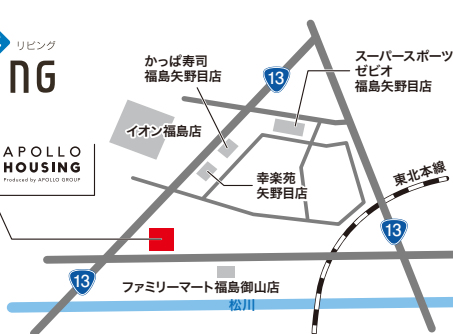 リビング
NG
かっぱ寿司
福島矢野目店
13
スーパースポーツ
ゼビオ
福島矢野目店
イオン福島店
APOLLO
HOUSING
Produced by APOLLO GROUP
幸楽苑
矢野目店
東北本線
13
13
ファミリーマート福島御山店
松川